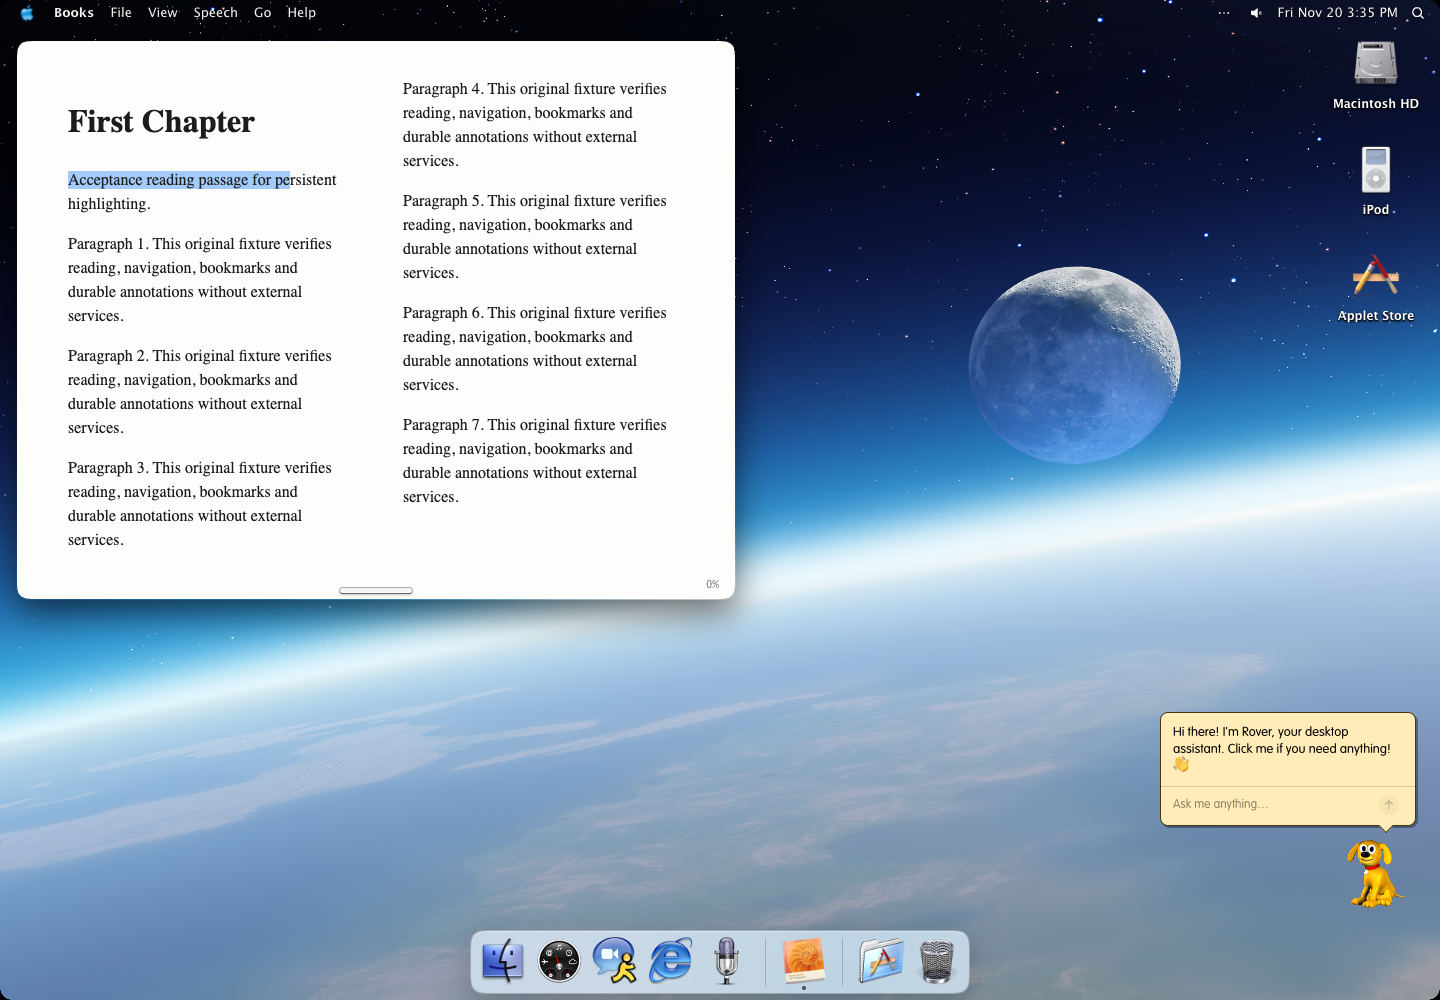 Books File View Speech Go Help
Fri Nov 20 3:35 PM
First Chapter
Acceptance reading passage for persistent
highlighting.
Paragraph 1. This original fixture verifies
reading, navigation, bookmarks and
durable annotations without external
services.
Paragraph 2. This original fixture verifies
reading, navigation, bookmarks and
durable annotations without external
services.
Paragraph 3. This original fixture verifies
reading, navigation, bookmarks and
durable annotations without external
services.
Paragraph 4. This original fixture verifies
reading, navigation, bookmarks and
durable annotations without external
services.
Paragraph 5. This original fixture verifies
reading, navigation, bookmarks and
durable annotations without external
services.
Paragraph 6. This original fixture verifies
reading, navigation, bookmarks and
durable annotations without external
services.
Paragraph 7. This original fixture verifies
reading, navigation, bookmarks and
durable annotations without external
services.
0%
Macintosh HD
iPod
Applet Store
Hi there! I'm Rover, your desktop
assistant. Click me if you need anything!
👋
Ask me anything...